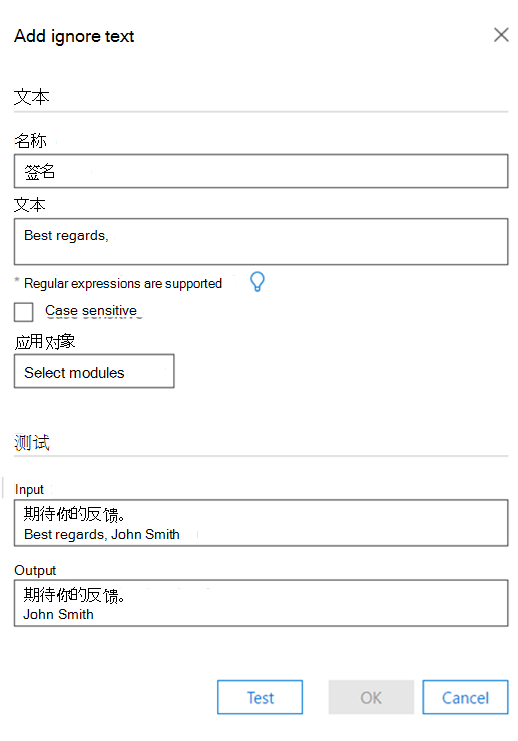 Add ignore text
文本
名称
签名
文本
Best regards,
* Regular expressions are supported
Case sensitive
应用对象
Select modules
测试
Input
期待你的反馈。
Best regards, John Smith
Output
期待你的反馈。
John Smith
Test
OK
Cancel